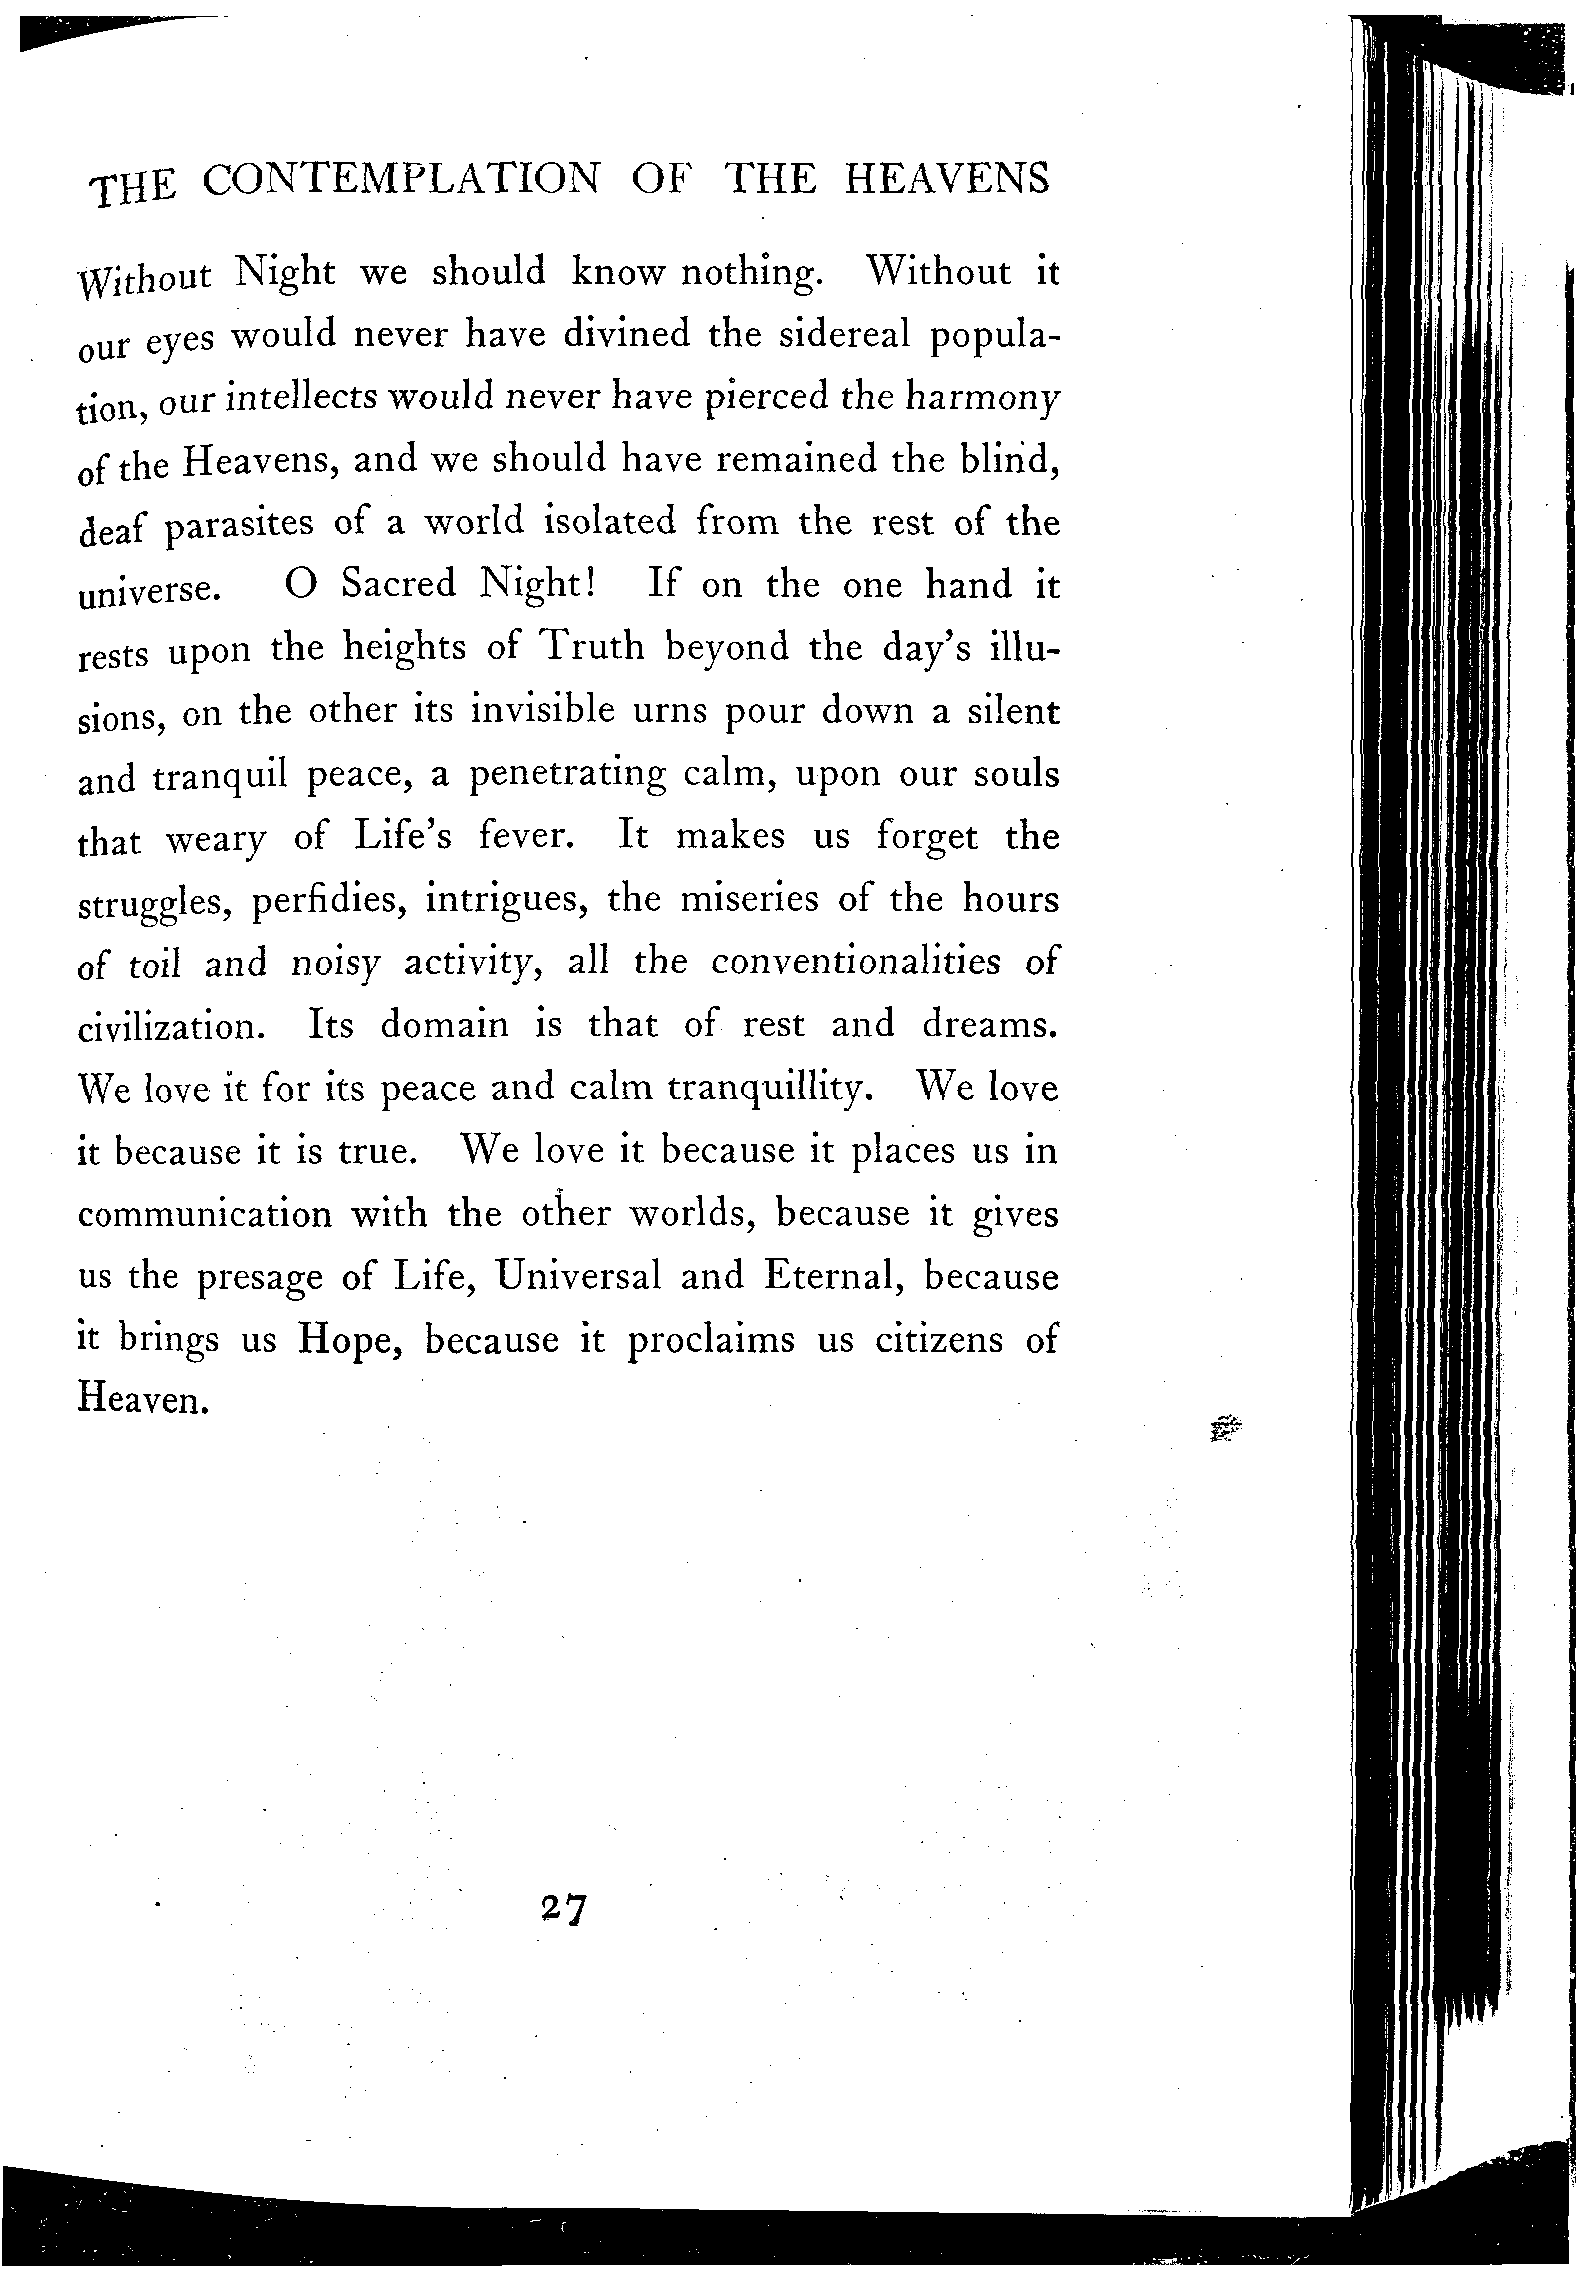 THE CONTEMPLATION OF THE HEAVENS
Without Night we should know nothing. Without it
our eyes would never have divined the sidereal popula-
tion, our intellects would never have pierced the harmony
of the Heavens, and we should have remained the blind,
deaf parasites of a world isolated from the rest of the
universe. O Sacred Night! If on the one hand it
rests upon the heights of Truth beyond the day's illu-
sions, on the other its invisible urns pour down a silent
and tranquil peace, a penetrating calm, upon our souls
that weary of Life's fever. It makes us forget the
struggles, perfidies, intrigues, the miseries of the hours
of toil and noisy activity, all the conventionalities of
civilization. Its domain is that of rest and dreams.
We love it for its peace and calm tranquillity. We love
it because it is true. We love it because it places us in
communication with the other worlds, because it gives
us the presage of Life, Universal and Eternal, because
it brings us Hope, because it proclaims us citizens of
Heaven.
27